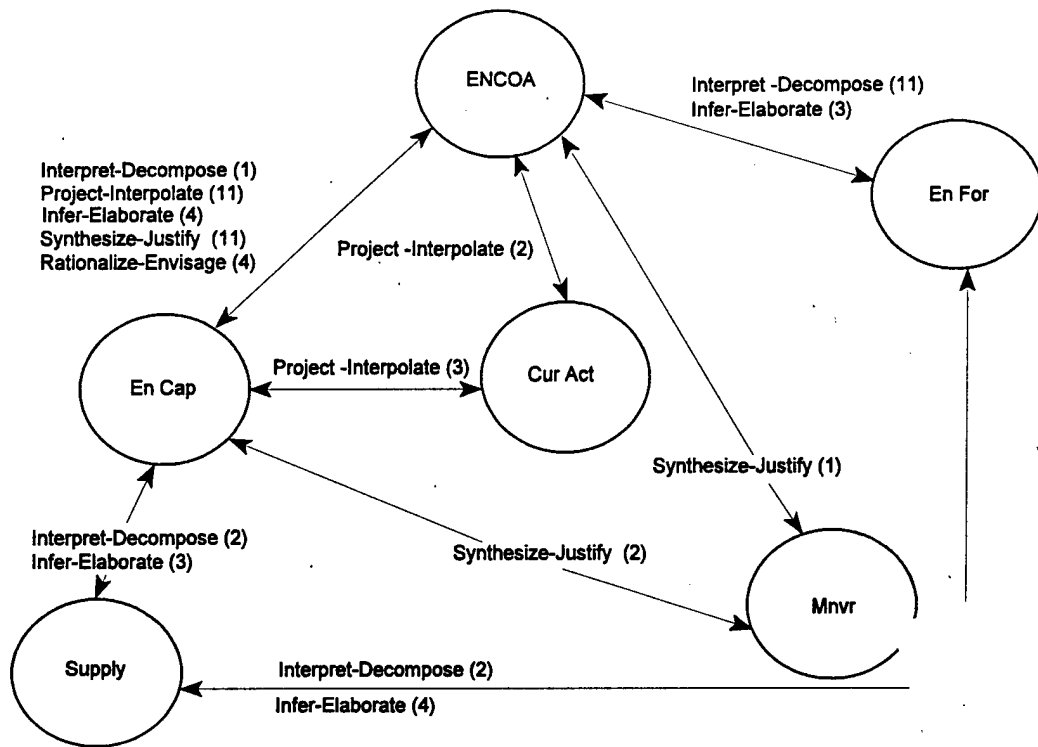 ENCOA
Interpret -Decompose (11)
Infer-Elaborate (3)
En For
Interpret-Decompose (1)
Project-Interpolate (11)
Infer-Elaborate (4)
Synthesize-Justify (11)
Rationalize-Envisage (4)
Project -Interpolate (2)
En Cap
Project -Interpolate (3)
Cur Act
Synthesize-Justify (1)
Interpret-Decompose (2)
Infer-Elaborate (3)
Synthesize-Justify (2)
Mnvr
Supply
Interpret-Decompose (2)
Infer-Elaborate (4)